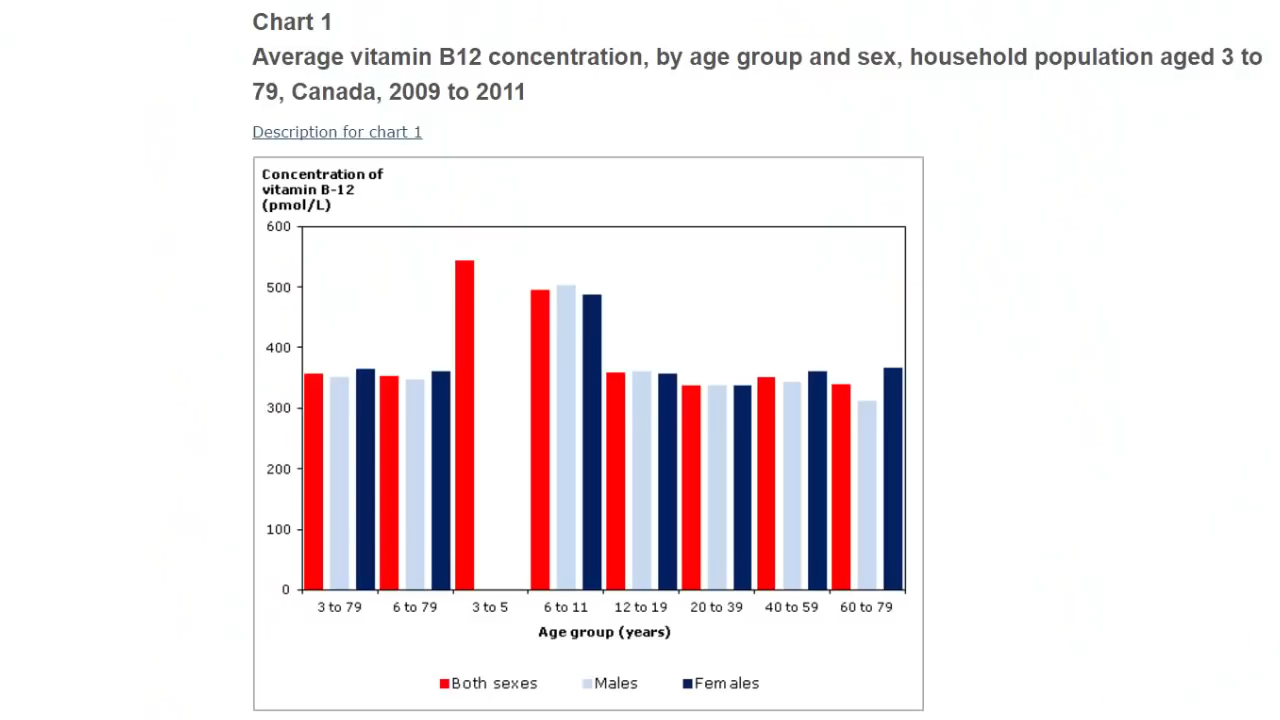 Chart 1
Average vitamin B12 concentration, by age group and sex, household population aged 3 to
79, Canada, 2009 to 2011
Description for chart 1
Concentration of
vitamin B-12
(pmol/L)
600
500
400
300
200
100
0
3 to 79 6 to 79 3 to 5 6 to 11 12 to 19 20 to 39 40 to 59 60 to 79
Age group (years)
Both sexes Males Females